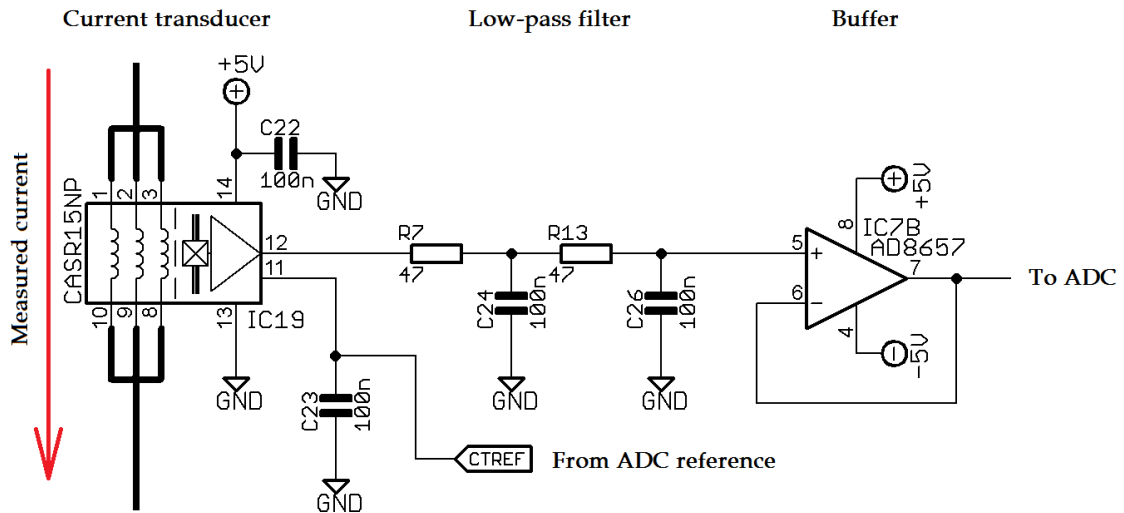 Current transducer
Low-pass filter
Buffer
+5V
C22
100n
GND
Measured current
CASR15NP
1
2
3
14
12
11
10
9
8
13
IC19
GND
R7
47
R13
47
C24
100n
GND
C26
100n
GND
5
+
6
−
8
+5V
IC7B
AD8657
7
4
-5V
To ADC
C23
100n
GND
CTREF
From ADC reference